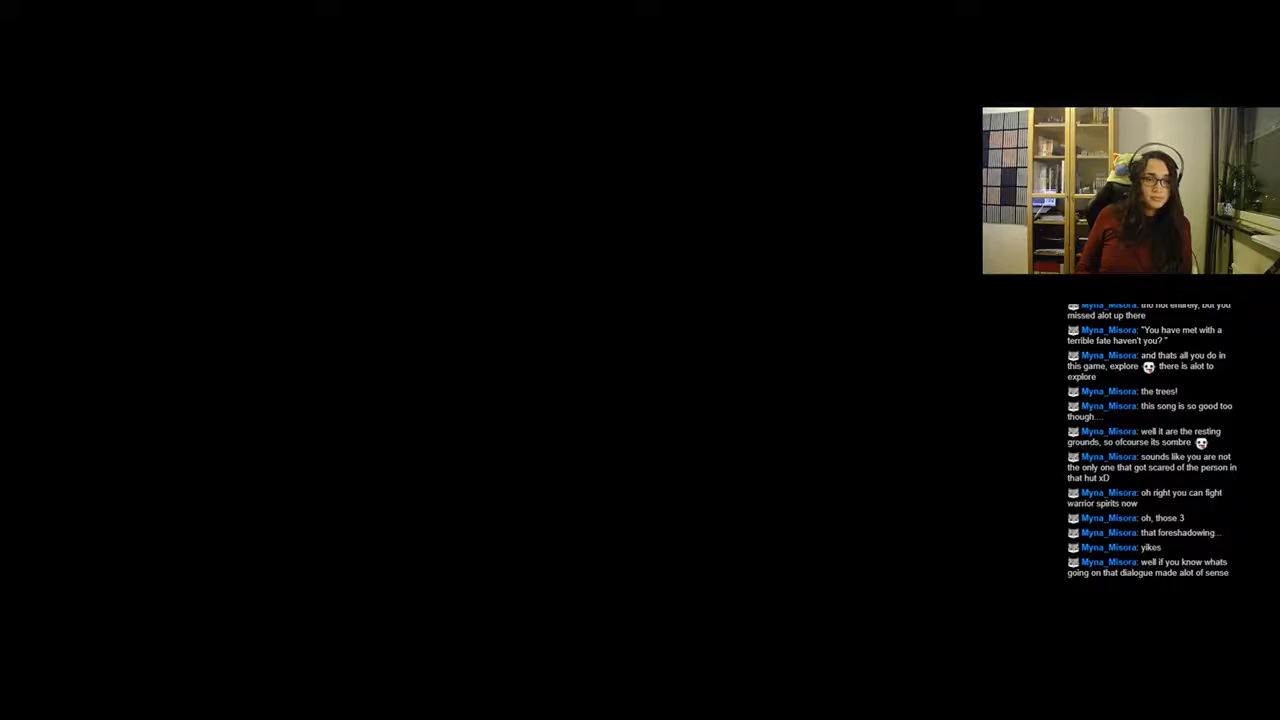 Myna_Misora: tho not entirely, but you
missed alot up there
Myna_Misora: "You have met with a
terrible fate haven't you? "
Myna_Misora: and thats all you do in
this game, explore there is alot to
explore
Myna_Misora: the trees!
Myna_Misora: this song is so good too
though....
Myna_Misora: well it are the resting
grounds, so ofcourse its sombre
Myna_Misora: sounds like you are not
the only one that got scared of the person in
that hut xD
Myna_Misora: oh right you can fight
warrior spirits now
Myna_Misora: oh, those 3
Myna_Misora: that foreshadowing...
Myna_Misora: yikes
Myna_Misora: well if you know whats
going on that dialogue made alot of sense